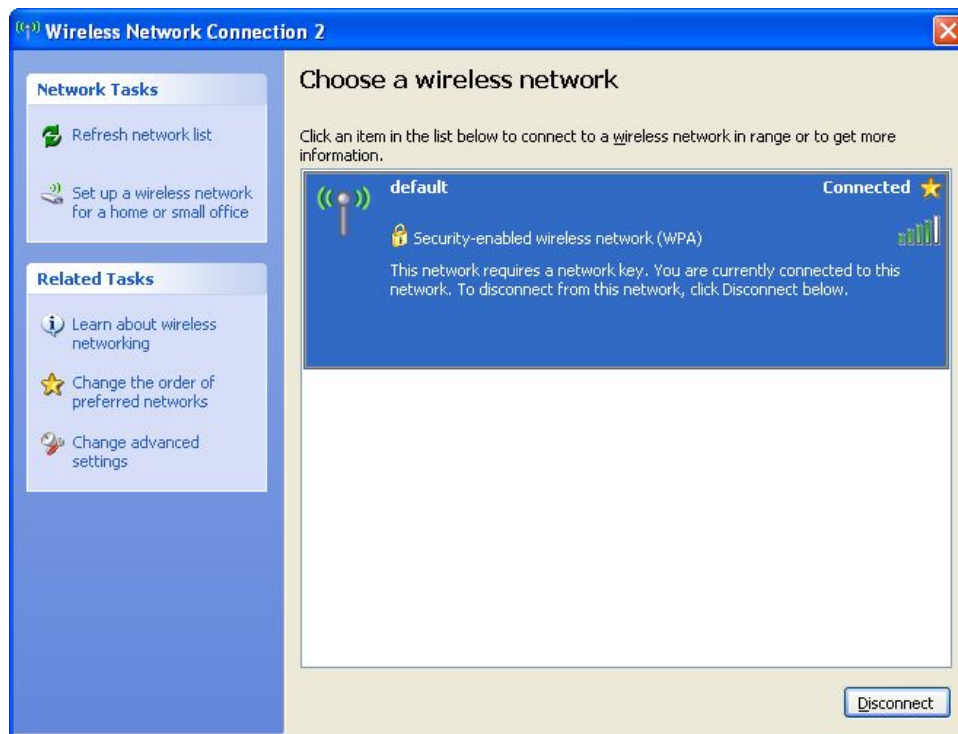 Wireless Network Connection 2
Network Tasks
Refresh network list
Set up a wireless network
for a home or small office
Related Tasks
Learn about wireless
networking
Change the order of
preferred networks
Change advanced
settings
Choose a wireless network
Click an item in the list below to connect to a wireless network in range or to get more
information.
default
Connected
Security-enabled wireless network (WPA)
This network requires a network key. You are currently connected to this
network. To disconnect from this network, click Disconnect below.
Disconnect